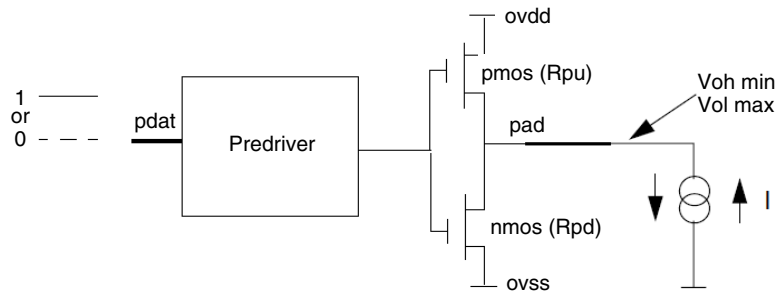 ovdd
pmos (Rpu)
Voh min
Vol max
1
or
0
pdat
Predriver
pad
I
nmos (Rpd)
ovss